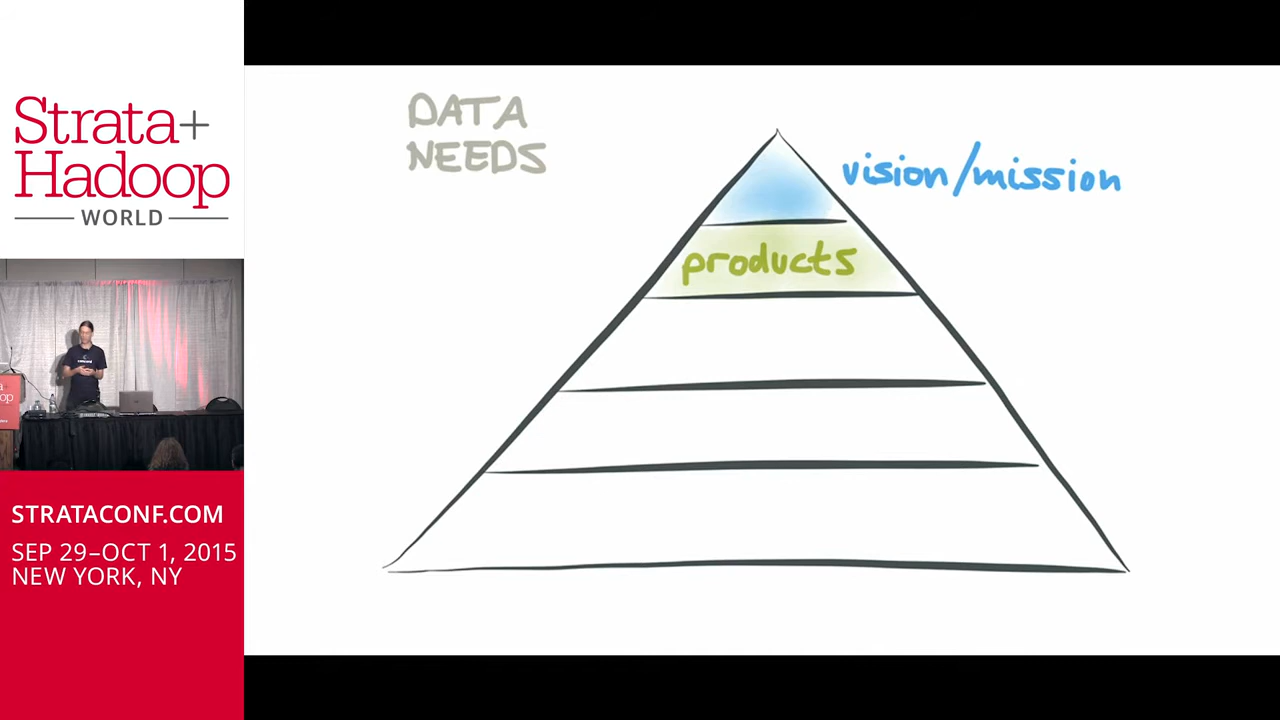 Strata+
Hadoop
WORLD
STRATACONF.COM
SEP 29–OCT 1, 2015
NEW YORK, NY
DATA
NEEDS
vision/mission
products